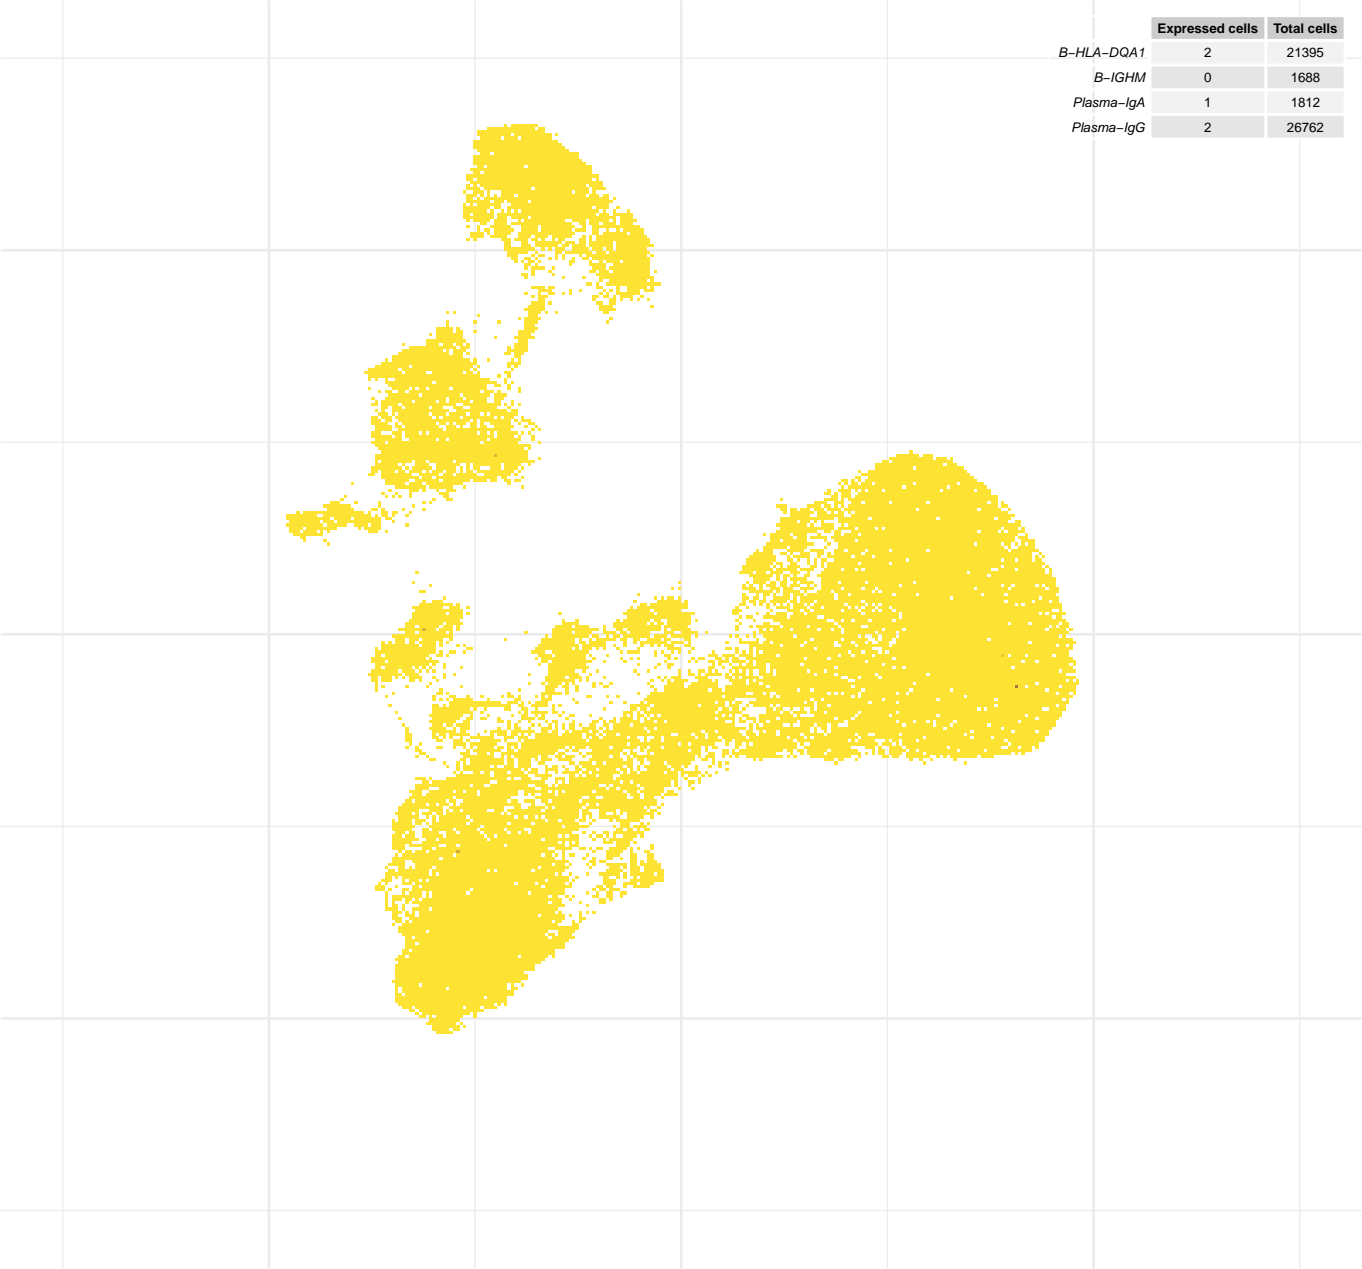 Expressed cells Total cells
B−HLA−DQA1 2 21395
B−IGHM 0 1688
Plasma−IgA 1 1812
Plasma−IgG 2 26762